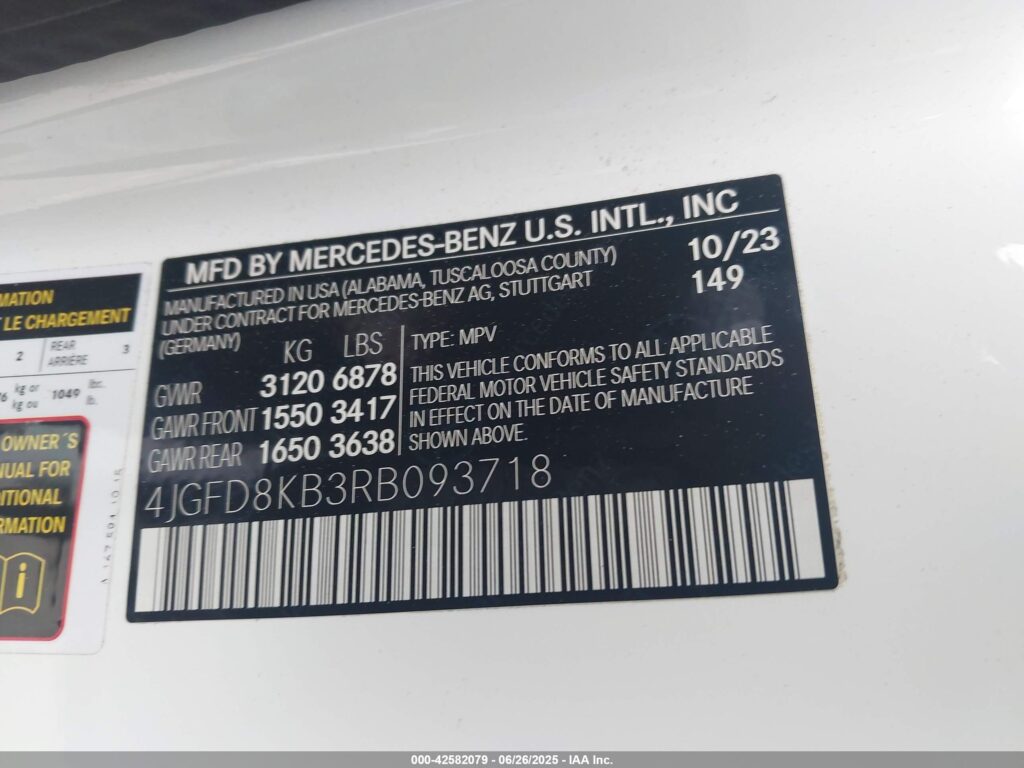 MFD BY MERCEDES-BENZ U.S. INTL., INC
MANUFACTURED IN USA (ALABAMA, TUSCALOOSA COUNTY)
UNDER CONTRACT FOR MERCEDES-BENZ AG, STUTTGART
(GERMANY)
10/23
149
KG LBS
GVWR 3120 6878
GAWR FRONT 1550 3417
GAWR REAR 1650 3638
TYPE: MPV
THIS VEHICLE CONFORMS TO ALL APPLICABLE
FEDERAL MOTOR VEHICLE SAFETY STANDARDS
IN EFFECT ON THE DATE OF MANUFACTURE
SHOWN ABOVE.
4JGFD8KB3RB093718
LE CHARGEMENT
2 REAR 3
ARRIÈRE
kg or 1049 lbs.
kg ou lb.
OWNER´S
FOR
000-42582079 - 06/26/2025 - IAA Inc.